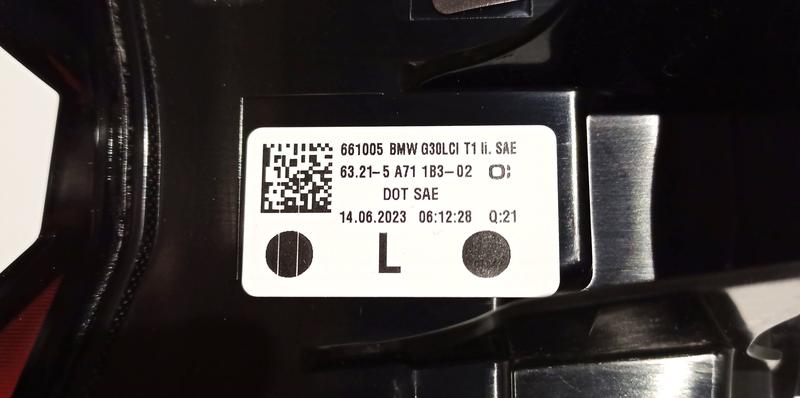 661005 BMW G30LCI T1 li. SAE
63.21-5 A71 1B3-02
DOT SAE
14.06.2023 06:12:28 Q:21
L